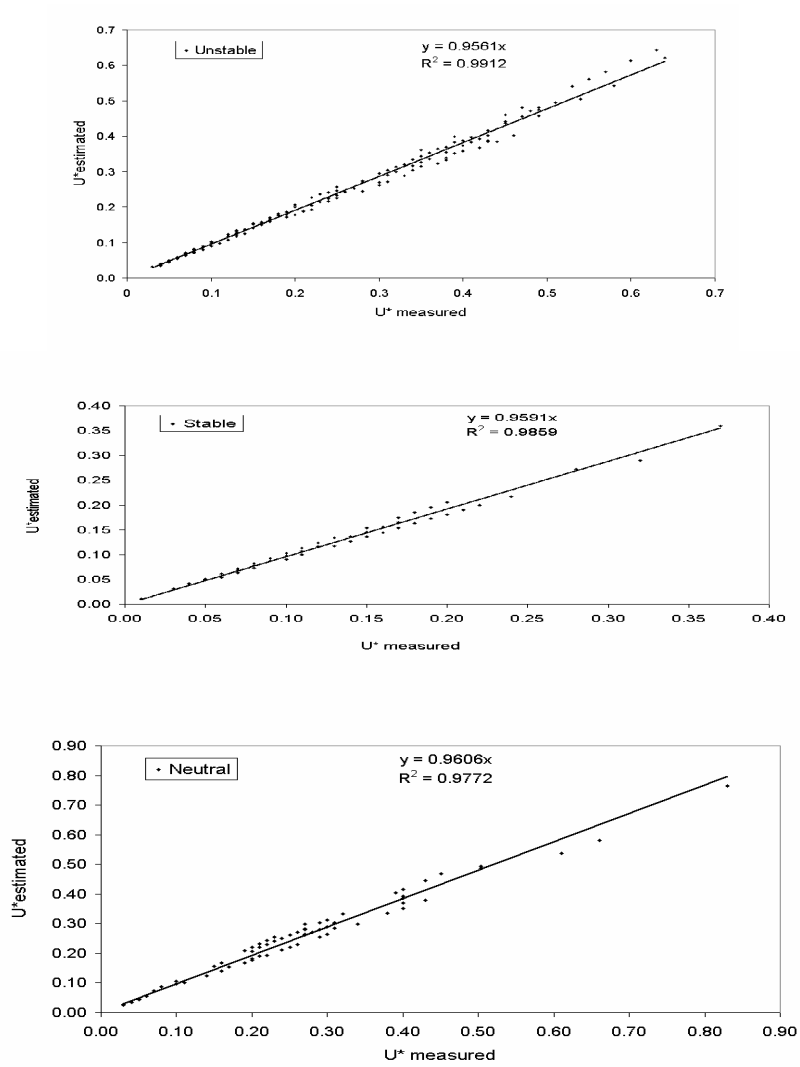 0.7
Unstable
y = 0.9561x
R² = 0.9912
0.6
0.5
0.4
0.3
0.2
0.1
0.0
U*estimated
0 0.1 0.2 0.3 0.4 0.5 0.6 0.7
U* measured
0.40
Stable
y = 0.9591x
R² = 0.9859
0.35
0.30
0.25
0.20
0.15
0.10
0.05
0.00
U*estimated
0.00 0.05 0.10 0.15 0.20 0.25 0.30 0.35 0.40
U* measured
0.90
Neutral
y = 0.9606x
R² = 0.9772
0.80
0.70
0.60
0.50
0.40
0.30
0.20
0.10
0.00
U*estimated
0.00 0.10 0.20 0.30 0.40 0.50 0.60 0.70 0.80 0.90
U* measured